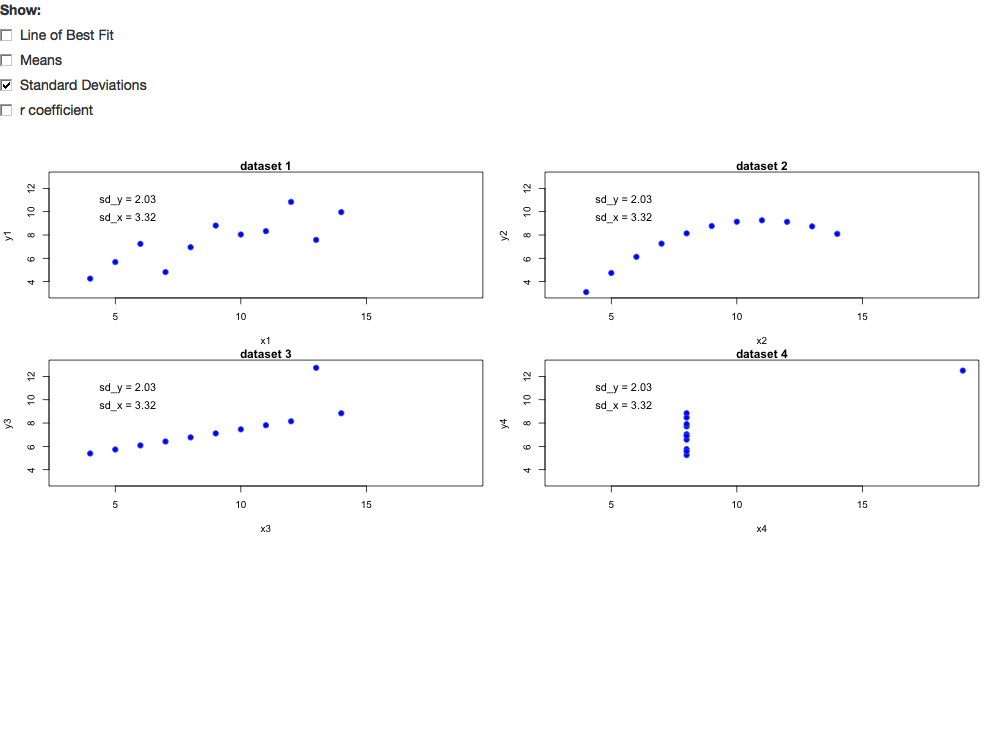 Show:
Line of Best Fit
Means
Standard Deviations
r coefficient
dataset 1
sd_y = 2.03
sd_x = 3.32
y1
12
10
8
6
4
5 10 15
x1
dataset 2
sd_y = 2.03
sd_x = 3.32
y2
12
10
8
6
4
5 10 15
x2
dataset 3
sd_y = 2.03
sd_x = 3.32
y3
12
10
8
6
4
5 10 15
x3
dataset 4
sd_y = 2.03
sd_x = 3.32
y4
12
10
8
6
4
5 10 15
x4